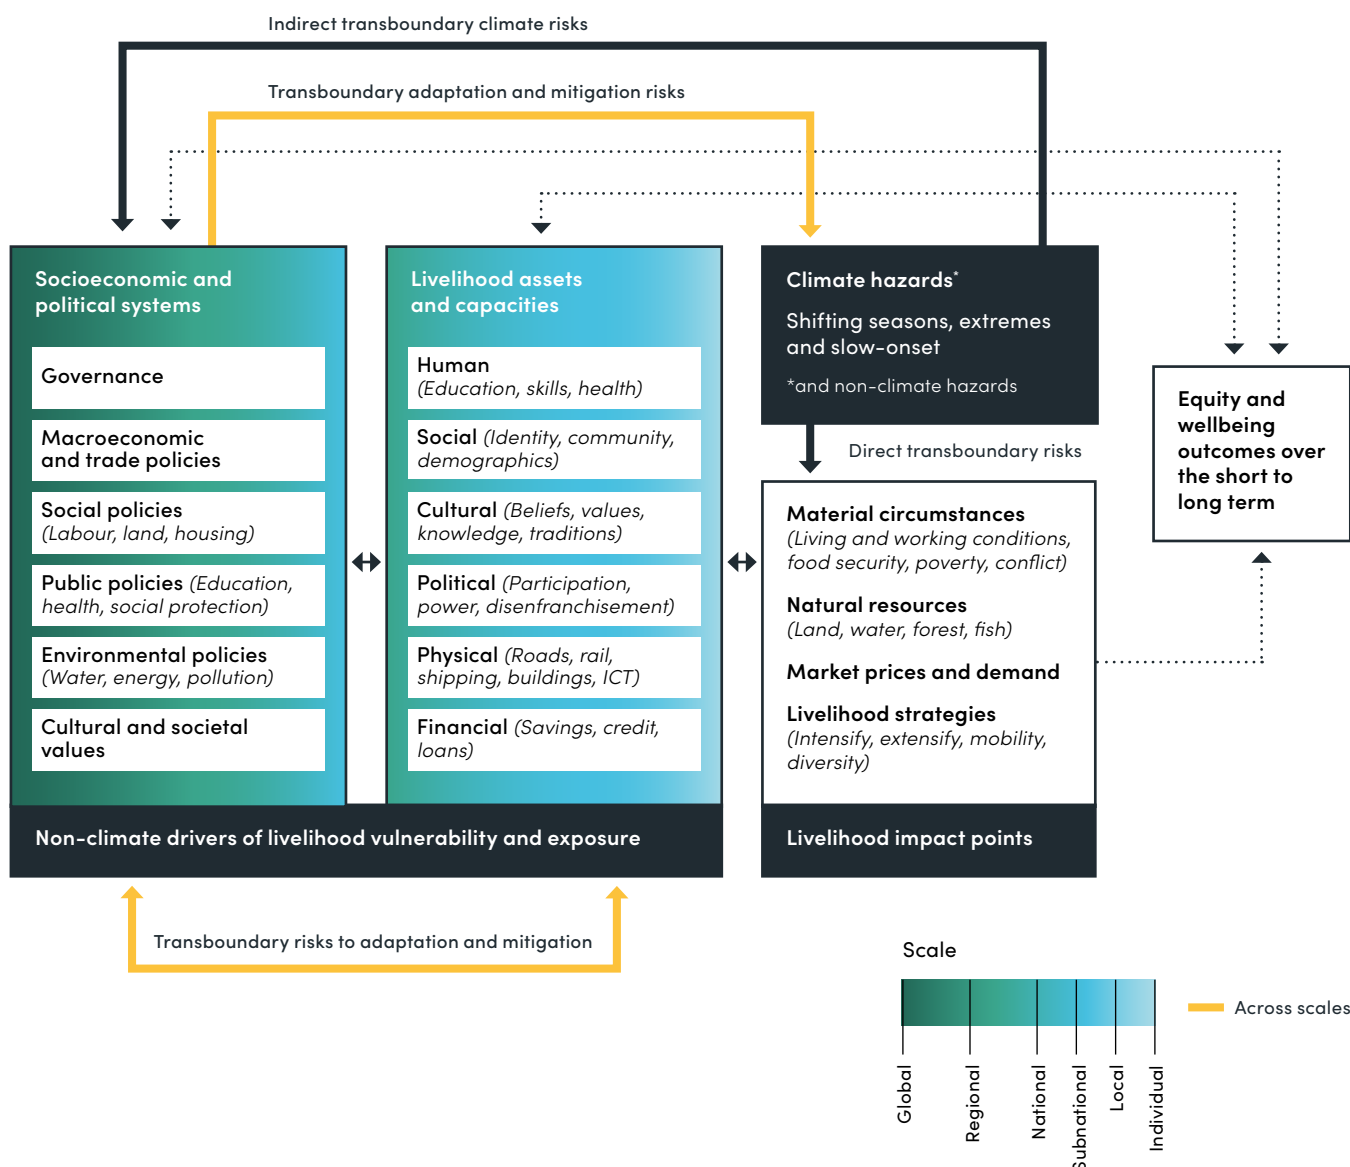 Indirect transboundary climate risks
Transboundary adaptation and mitigation risks
Socioeconomic and
political systems
Governance
Macroeconomic
and trade policies
Social policies
(Labour, land, housing)
Public policies (Education,
health, social protection)
Environmental policies
(Water, energy, pollution)
Cultural and societal
values
Livelihood assets
and capacities
Human
(Education, skills, health)
Social (Identity, community,
demographics)
Cultural (Beliefs, values,
knowledge, traditions)
Political (Participation,
power, disenfranchisement)
Physical (Roads, rail,
shipping, buildings, ICT)
Financial (Savings, credit,
loans)
Non-climate drivers of livelihood vulnerability and exposure
Climate hazards*
Shifting seasons, extremes
and slow-onset
*and non-climate hazards
Direct transboundary risks
Material circumstances
(Living and working conditions,
food security, poverty, conflict)
Natural resources
(Land, water, forest, fish)
Market prices and demand
Livelihood strategies
(Intensify, extensify, mobility,
diversity)
Livelihood impact points
Equity and
wellbeing
outcomes over
the short to
long term
Transboundary risks to adaptation and mitigation
Scale
Global
Regional
National
Subnational
Local
Individual
Across scales